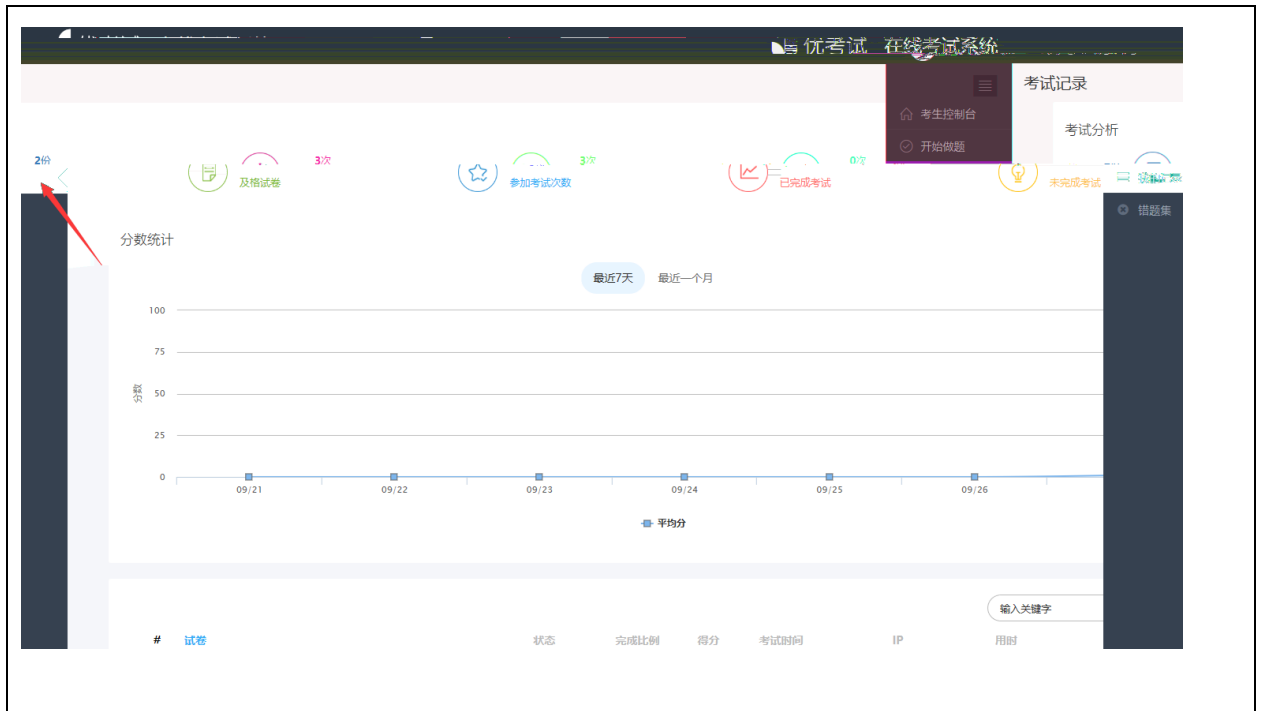 优考试 在线考试系统
考试记录
考生控制台
考试分析
开始做题
2份
3次
3次
0次
及格试卷
参加考试次数
已完成考试
未完成考试
错题集
分数统计
最近7天 最近一个月
100
75
50
25
0
分数
09/21 09/22 09/23 09/24 09/25 09/26
平均分
输入关键字
# 试卷 状态 完成比例 得分 考试时间 IP 用时